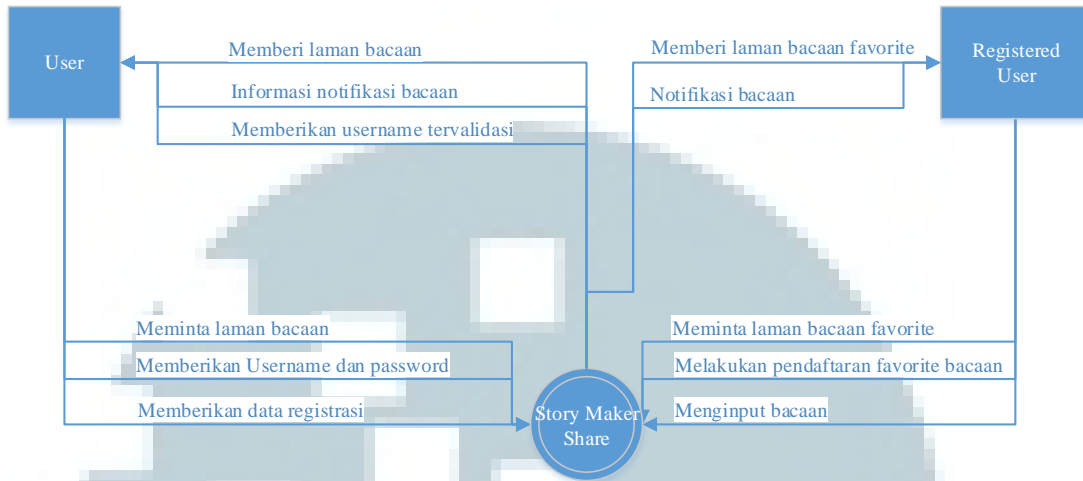 User
Memberi laman bacaan
Informasi notifikasi bacaan
Memberikan username tervalidasi
Memberi laman bacaan favorite
Notifikasi bacaan
Registered
User
Meminta laman bacaan
Memberikan Username dan password
Memberikan data registrasi
Story Maker
Share
Meminta laman bacaan favorite
Melakukan pendaftaran favorite bacaan
Menginput bacaan